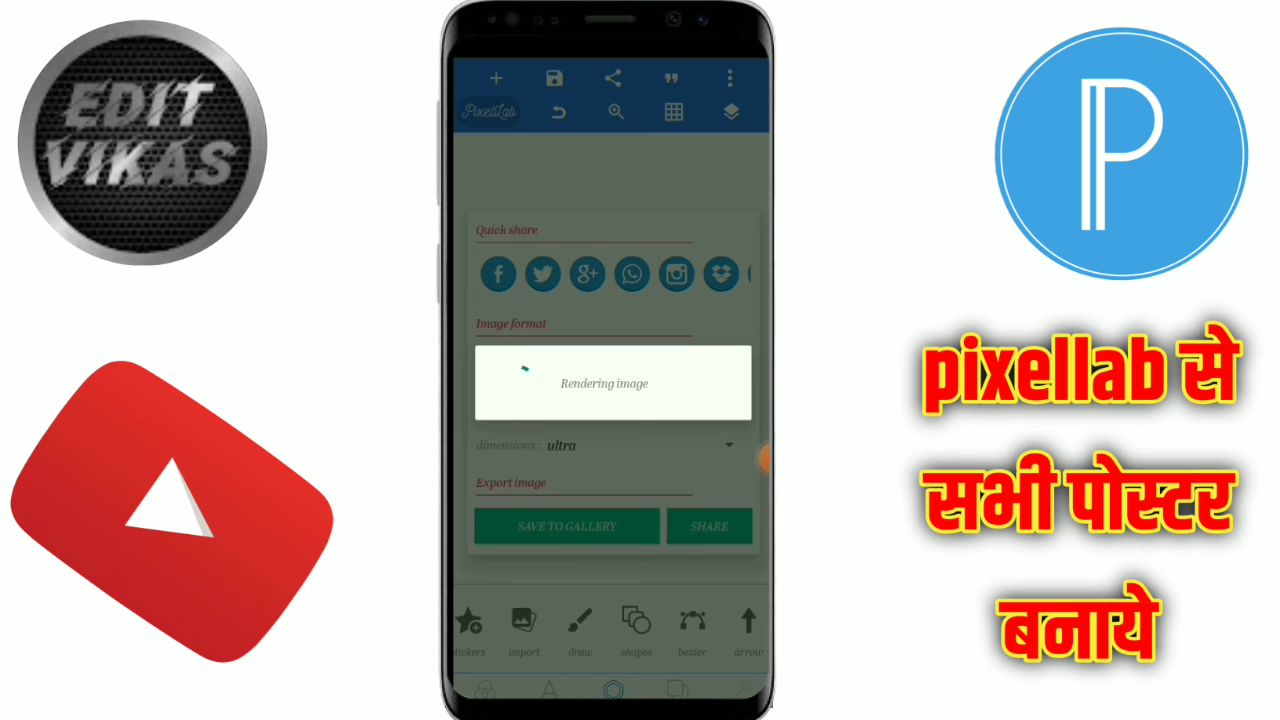 EDIT
VIKAS
PixelLab
Quick share
Image format
Rendering image
dimensions : ultra
Export image
SAVE TO GALLERY
SHARE
stickers
import
draw
shapes
bezier
arrow
P
pixellab से
सभी पोस्टर
बनाये